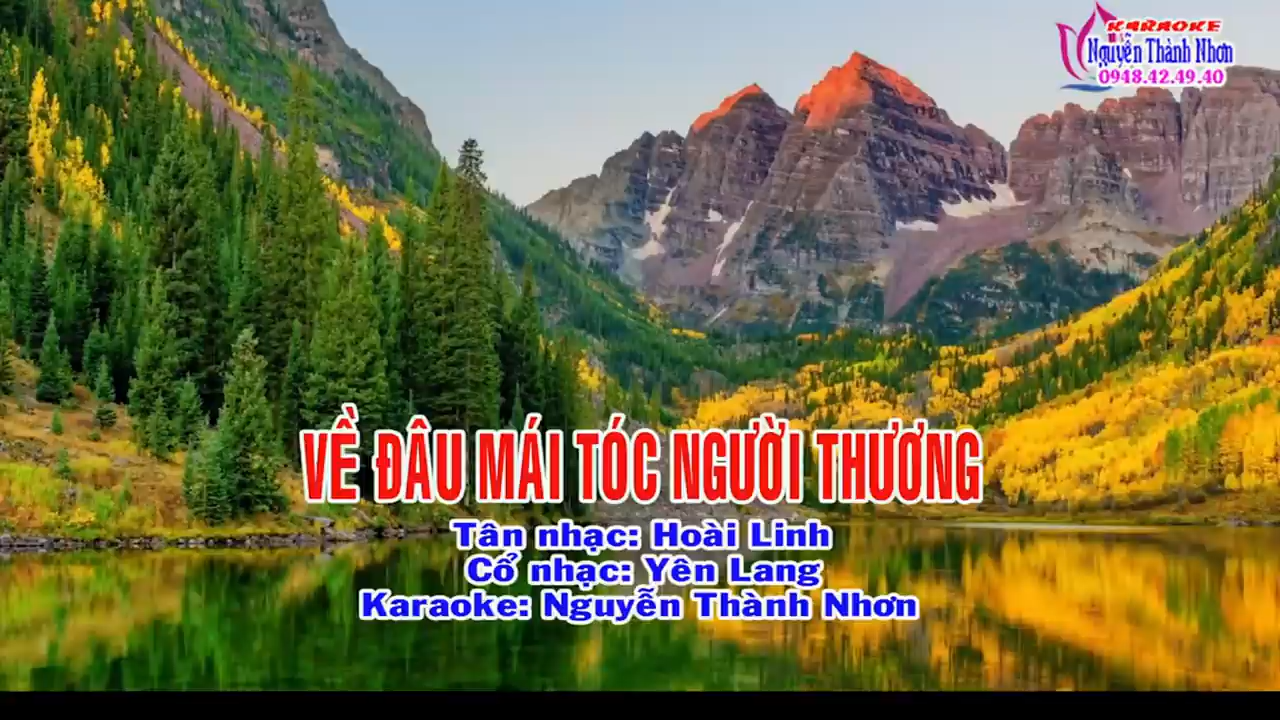 KARAOKE
Nguyễn Thành Nhơn
0948.42.49.40
VỀ ĐÂU MÁI TÓC NGƯỜI THƯƠNG
Tân nhạc: Hoài Linh
Cổ nhạc: Yên Lang
Karaoke: Nguyễn Thành Nhơn